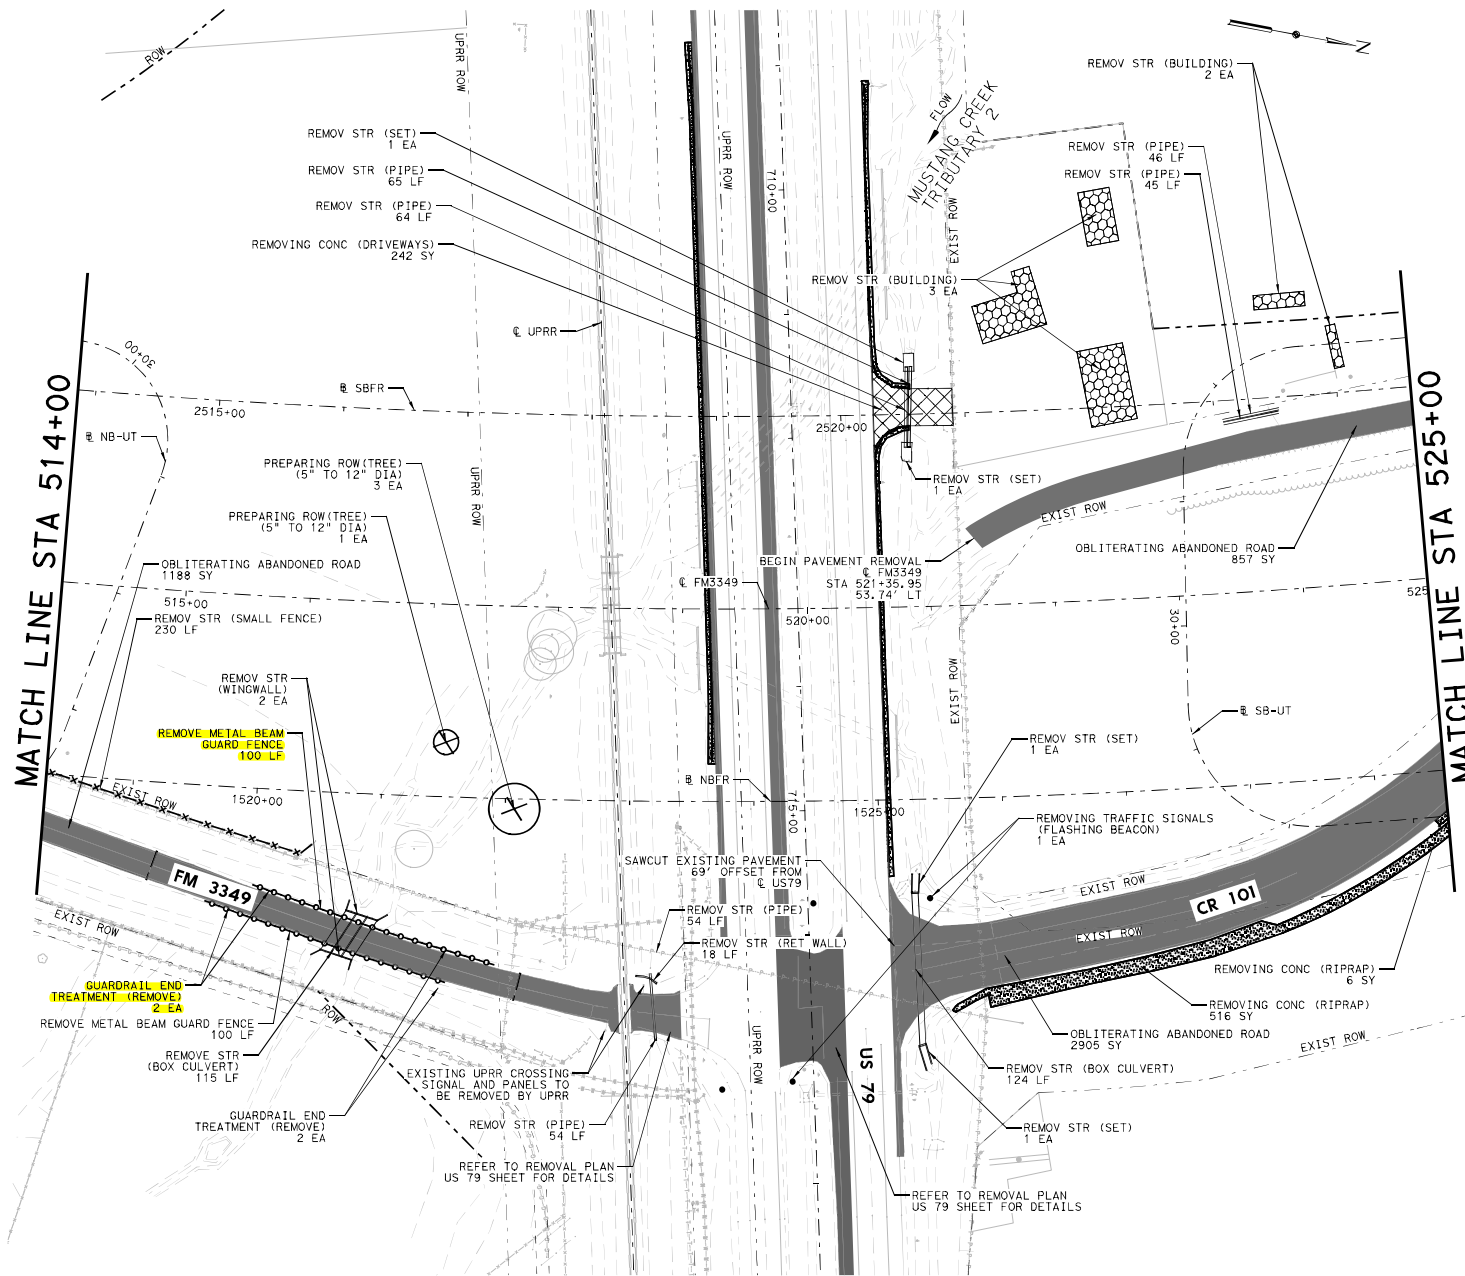 ROW
UPRR ROW
N
REMOV STR (BUILDING)
2 EA
FLOW
MUSTANG CREEK
TRIBUTARY 2
REMOV STR (SET)
1 EA
REMOV STR (PIPE)
65 LF
REMOV STR (PIPE)
64 LF
REMOVING CONC (DRIVEWAYS)
242 SY
UPRR ROW
710+00
EXIST ROW
REMOV STR (PIPE)
46 LF
REMOV STR (PIPE)
45 LF
REMOV STR (BUILDING)
3 EA
℄ UPRR
30+00
MATCH LINE STA 514+00
2515+00
B SBFR
B NB-UT
2520+00
MATCH LINE STA 525+00
PREPARING ROW(TREE)
(5" TO 12" DIA)
3 EA
UPRR ROW
REMOV STR (SET)
1 EA
EXIST ROW
PREPARING ROW(TREE)
(5" TO 12" DIA)
1 EA
OBLITERATING ABANDONED ROAD
857 SY
OBLITERATING ABANDONED ROAD
1188 SY
BEGIN PAVEMENT REMOVAL
℄ FM3349
STA 521+35.95
53.74' LT
℄ FM3349
515+00
520+00
525
30+00
REMOV STR (SMALL FENCE)
230 LF
REMOV STR
(WINGWALL)
2 EA
EXIST ROW
B SB-UT
REMOVE METAL BEAM
GUARD FENCE
100 LF
REMOV STR (SET)
1 EA
EXIST ROW
1520+00
B NBFR
715+00
1525+00
REMOVING TRAFFIC SIGNALS
(FLASHING BEACON)
1 EA
SAWCUT EXISTING PAVEMENT
69' OFFSET FROM
℄ US79
FM 3349
EXIST ROW
CR 101
EXIST ROW
EXIST ROW
REMOV STR (PIPE)
54 LF
REMOV STR (RET WALL)
18 LF
REMOVING CONC (RIPRAP)
6 SY
GUARDRAIL END
TREATMENT (REMOVE)
2 EA
REMOVING CONC (RIPRAP)
516 SY
ROW
REMOVE METAL BEAM GUARD FENCE
100 LF
OBLITERATING ABANDONED ROAD
2905 SY
EXIST ROW
REMOVE STR
(BOX CULVERT)
115 LF
UPRR ROW
US 79
EXISTING UPRR CROSSING
SIGNAL AND PANELS TO
BE REMOVED BY UPRR
REMOV STR (BOX CULVERT)
124 LF
GUARDRAIL END
TREATMENT (REMOVE)
2 EA
REMOV STR (PIPE)
54 LF
REMOV STR (SET)
1 EA
REFER TO REMOVAL PLAN
US 79 SHEET FOR DETAILS
REFER TO REMOVAL PLAN
US 79 SHEET FOR DETAILS